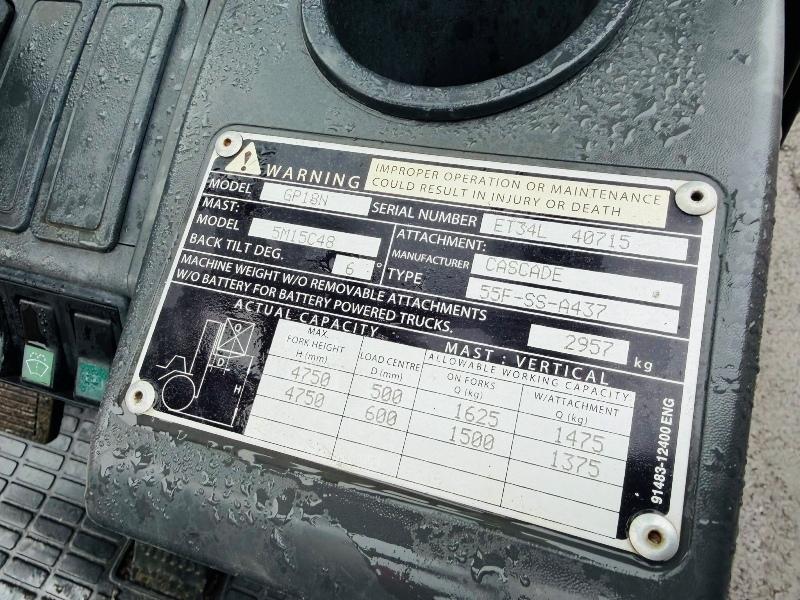 WARNING
IMPROPER OPERATION OR MAINTENANCE
COULD RESULT IN INJURY OR DEATH
MODEL GP18N SERIAL NUMBER ET34L 40715
MAST:
MODEL 5M15C48
BACK TILT DEG. 6 °
ATTACHMENT:
MANUFACTURER CASCADE
TYPE 55F-SS-A437
MACHINE WEIGHT W/O REMOVABLE ATTACHMENTS
W/O BATTERY FOR BATTERY POWERED TRUCKS. 2957 kg
ACTUAL CAPACITY MAST : VERTICAL
MAX. FORK HEIGHT H (mm)
LOAD CENTRE D (mm)
ALLOWABLE WORKING CAPACITY
ON FORKS Q (kg)
W/ATTACHMENT Q (kg)
4750 500 1625 1475
4750 600 1500 1375
D
H
91483-12400 ENG